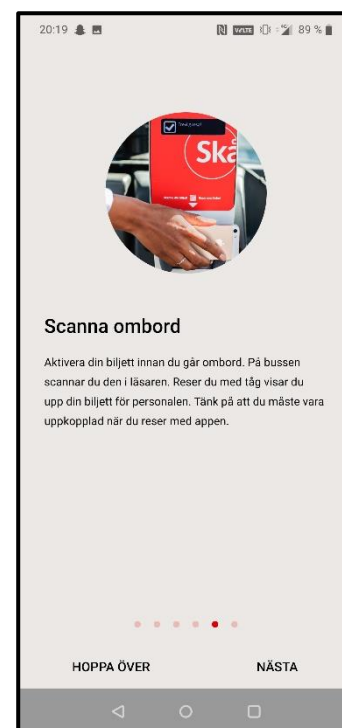 20:19
VoLTE 4G 89 %
Skå
Scanna ombord
Aktivera din biljett innan du går ombord. På bussen
scannar du den i läsaren. Reser du med tåg visar du
upp din biljett för personalen. Tänk på att du måste vara
uppkopplad när du reser med appen.
HOPPA ÖVER NÄSTA